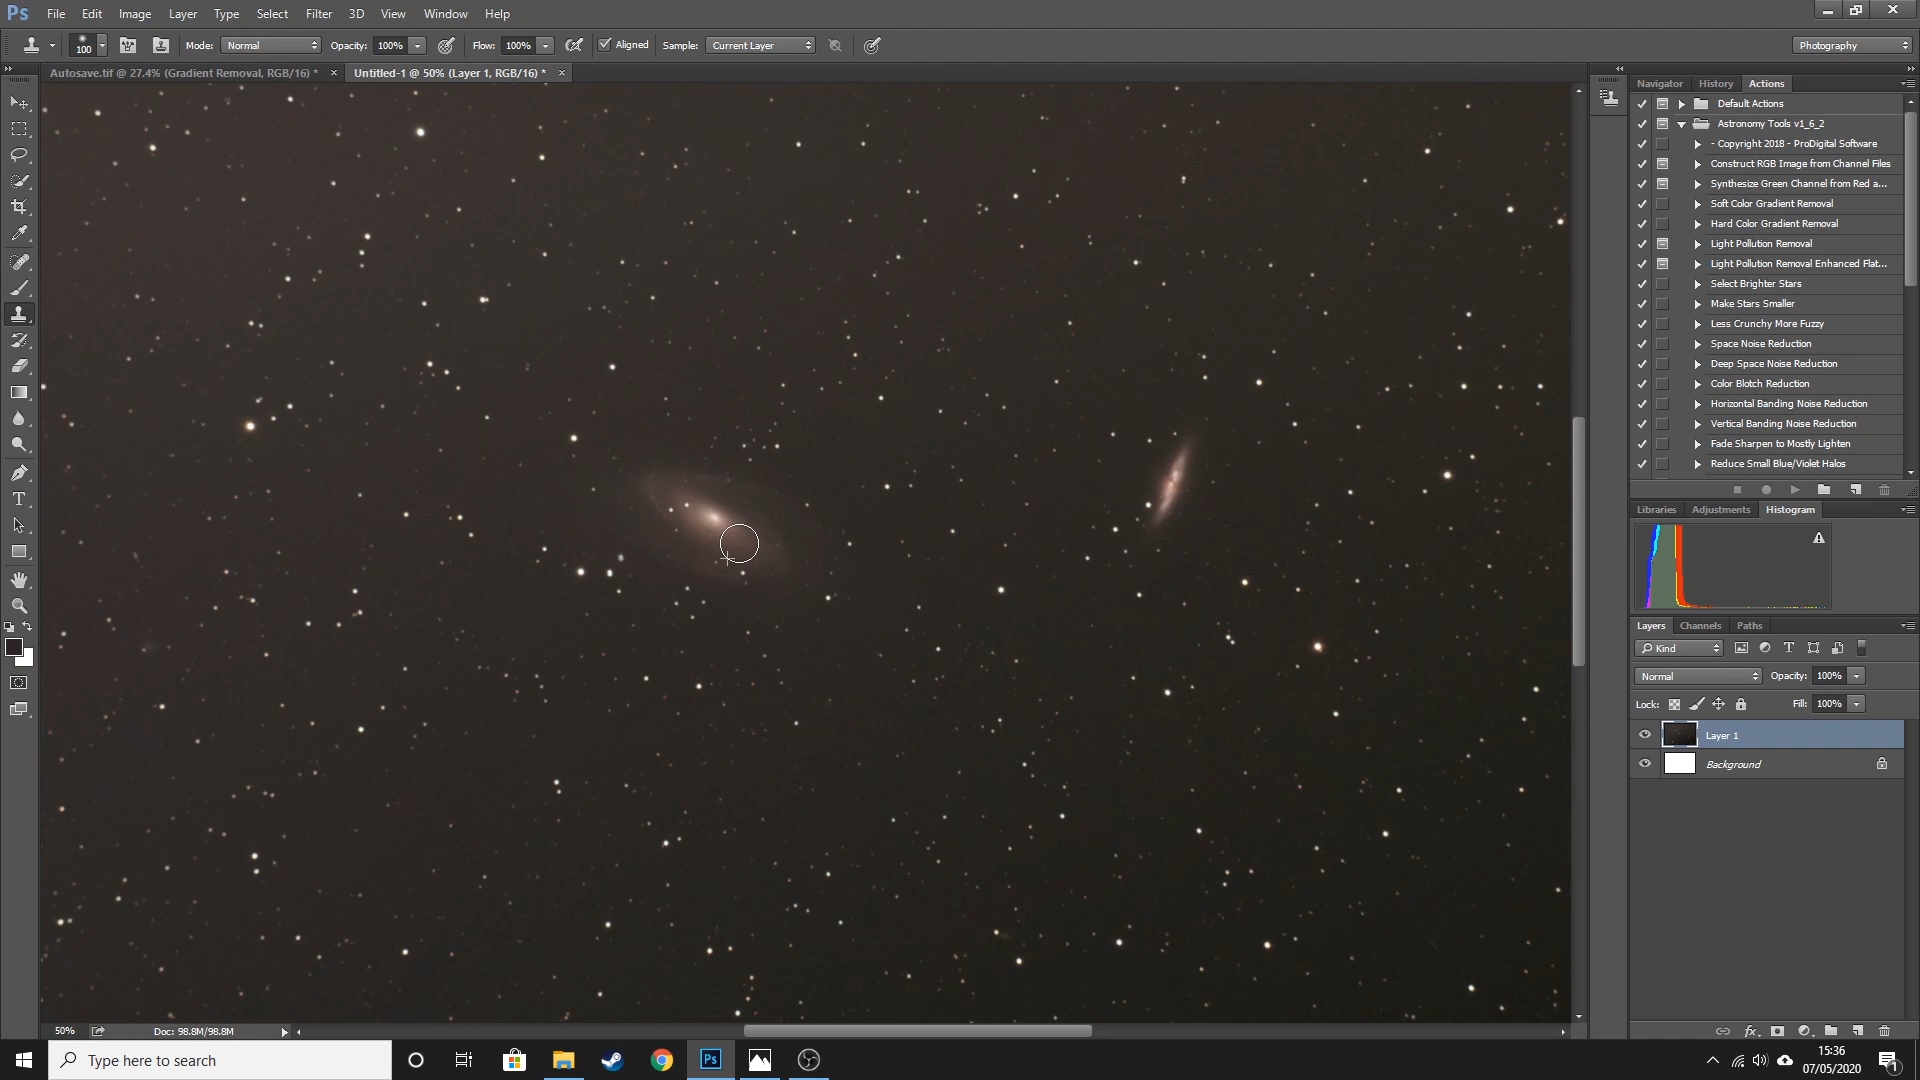 Ps File Edit Image Layer Type Select Filter 3D View Window Help
100 Mode: Normal Opacity: 100% Flow: 100% Aligned Sample: Current Layer Photography
Autosave.tif @ 27.4% (Gradient Removal, RGB/16) * × Untitled-1 @ 50% (Layer 1, RGB/16) * ×
Navigator History Actions
Default Actions
Astronomy Tools v1_6_2
- Copyright 2018 - ProDigital Software
Construct RGB Image from Channel Files
Synthesize Green Channel from Red a...
Soft Color Gradient Removal
Hard Color Gradient Removal
Light Pollution Removal
Light Pollution Removal Enhanced Flat...
Select Brighter Stars
Make Stars Smaller
Less Crunchy More Fuzzy
Space Noise Reduction
Deep Space Noise Reduction
Color Blotch Reduction
Horizontal Banding Noise Reduction
Vertical Banding Noise Reduction
Fade Sharpen to Mostly Lighten
Reduce Small Blue/Violet Halos
Libraries Adjustments Histogram
Layers Channels Paths
Kind
Normal Opacity: 100%
Lock: Fill: 100%
Layer 1
Background
50% Doc: 98.8M/98.8M
fx
Type here to search
Ps
15:36
07/05/2020
1